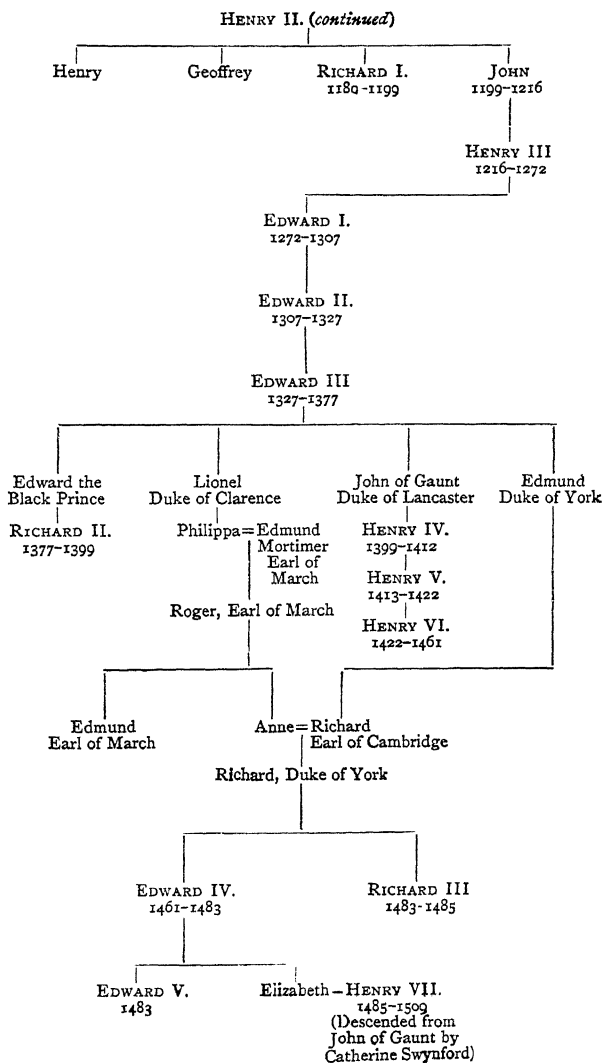 HENRY II. (continued)
Henry Geoffrey RICHARD I. JOHN
1189-1199 1199-1216
HENRY III
1216-1272
EDWARD I.
1272-1307
EDWARD II.
1307-1327
EDWARD III
1327-1377
Edward the Black Prince
Lionel Duke of Clarence
John of Gaunt Duke of Lancaster
Edmund Duke of York
RICHARD II.
1377-1399
Philippa=Edmund
Mortimer
Earl of
March
HENRY IV.
1399-1412
HENRY V.
1413-1422
HENRY VI.
1422-1461
Roger, Earl of March
Edmund
Earl of March
Anne=Richard
Earl of Cambridge
Richard, Duke of York
EDWARD IV.
1461-1483
RICHARD III
1483-1485
EDWARD V.
1483
Elizabeth-HENRY VII.
1485-1509
(Descended from
John of Gaunt by
Catherine Swynford)